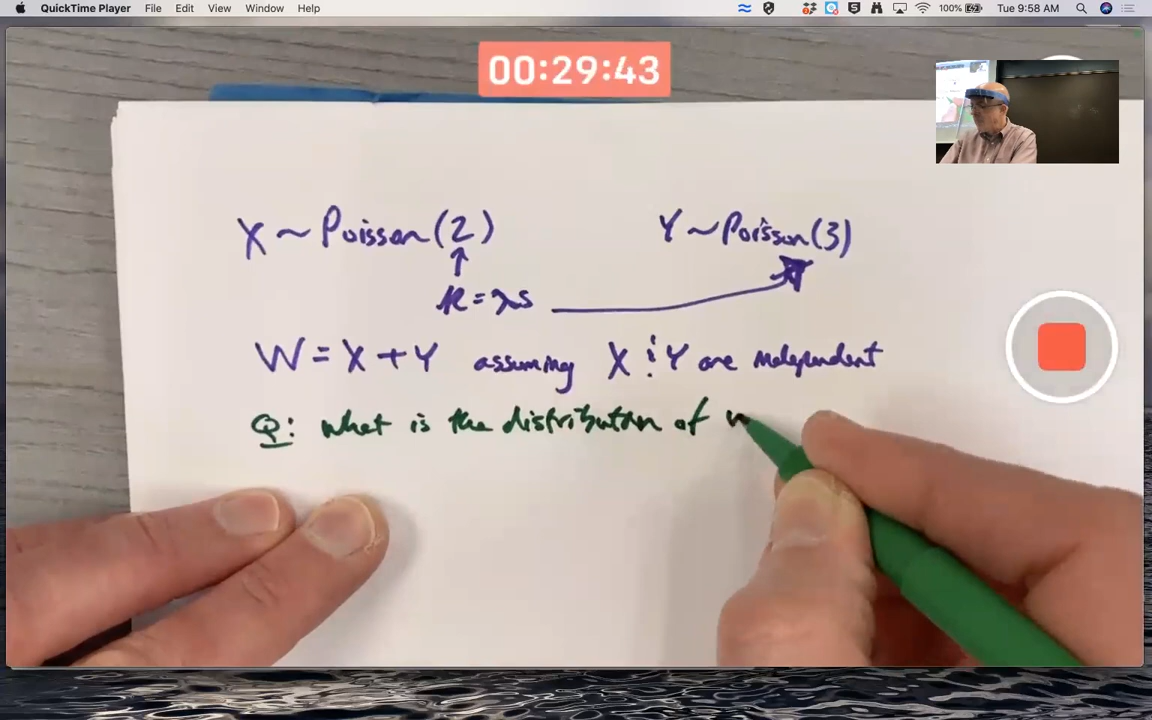 QuickTime Player File Edit View Window Help 100% Tue 9:58 AM
00:29:43
X ~ Poisson(2) Y ~ Poisson(3)
↑
k = λs
W = X + Y assuming X & Y are independent
Q: what is the distribution of